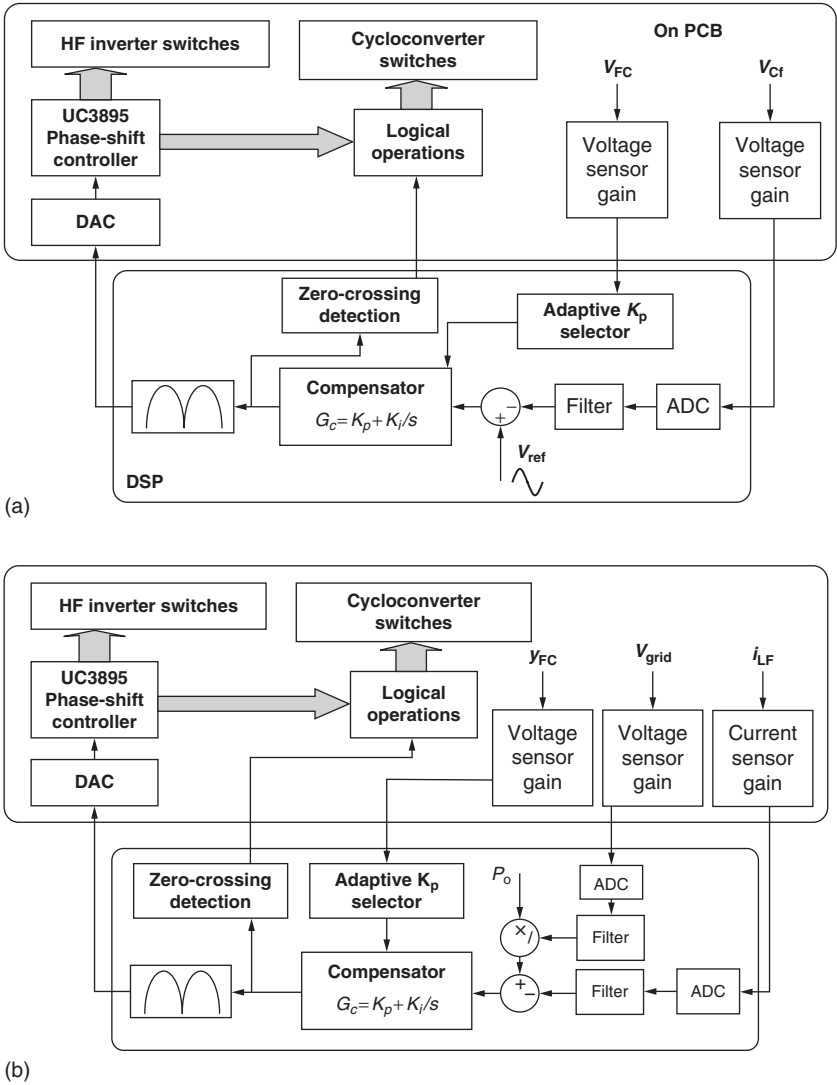 On PCB
HF inverter switches
Cycloconverter
switches
V_FC
V_Cf
UC3895
Phase-shift
controller
Logical
operations
Voltage
sensor
gain
Voltage
sensor
gain
DAC
Zero-crossing
detection
Adaptive K_p
selector
Compensator
G_c = K_p + K_i/s
+
−
Filter
ADC
V_ref
DSP
(a)
HF inverter switches
Cycloconverter
switches
y_FC
V_grid
i_LF
UC3895
Phase-shift
controller
Logical
operations
Voltage
sensor
gain
Voltage
sensor
gain
Current
sensor
gain
DAC
Zero-crossing
detection
Adaptive K_p
selector
P_o
ADC
×/
Filter
Compensator
G_c = K_p + K_i/s
+
−
Filter
ADC
(b)